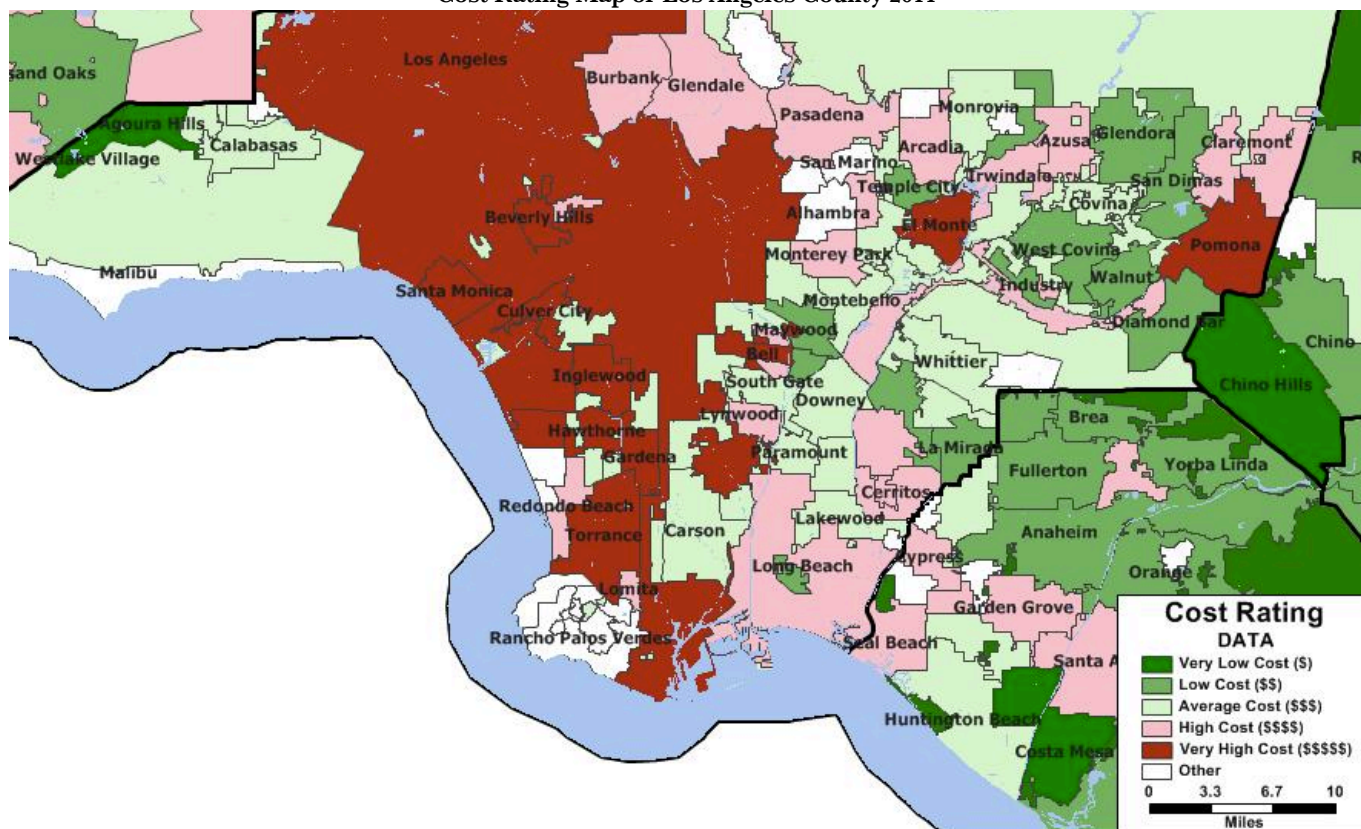 Cost Rating Map of Los Angeles County 2011
Los Angeles
Burbank
Glendale
sand Oaks
Pasadena
Monrovia
Agoura Hills
Calabasas
Westlake Village
Arcadia
Azusa
Glendora
Claremont
San Marino
Irwindale
Temple City
San Dimas
Beverly Hills
Alhambra
El Monte
Covina
Monterey Park
West Covina
Pomona
Malibu
Walnut
Industry
Santa Monica
Montebello
Culver City
Diamond Bar
Maywood
Chino
Bell
Whittier
Inglewood
South Gate
Chino Hills
Downey
Lynwood
Brea
Hawthorne
La Mirada
Gardena
Paramount
Fullerton
Yorba Linda
Cerritos
Redondo Beach
Lakewood
Torrance
Carson
Anaheim
Cypress
Long Beach
Orange
Lomita
Garden Grove
Rancho Palos Verdes
Seal Beach
Santa A
Huntington Beach
Costa Mesa
Cost Rating
DATA
Very Low Cost ($)
Low Cost ($$)
Average Cost ($$$)
High Cost ($$$$)
Very High Cost ($$$$$)
Other
0 3.3 6.7 10
Miles